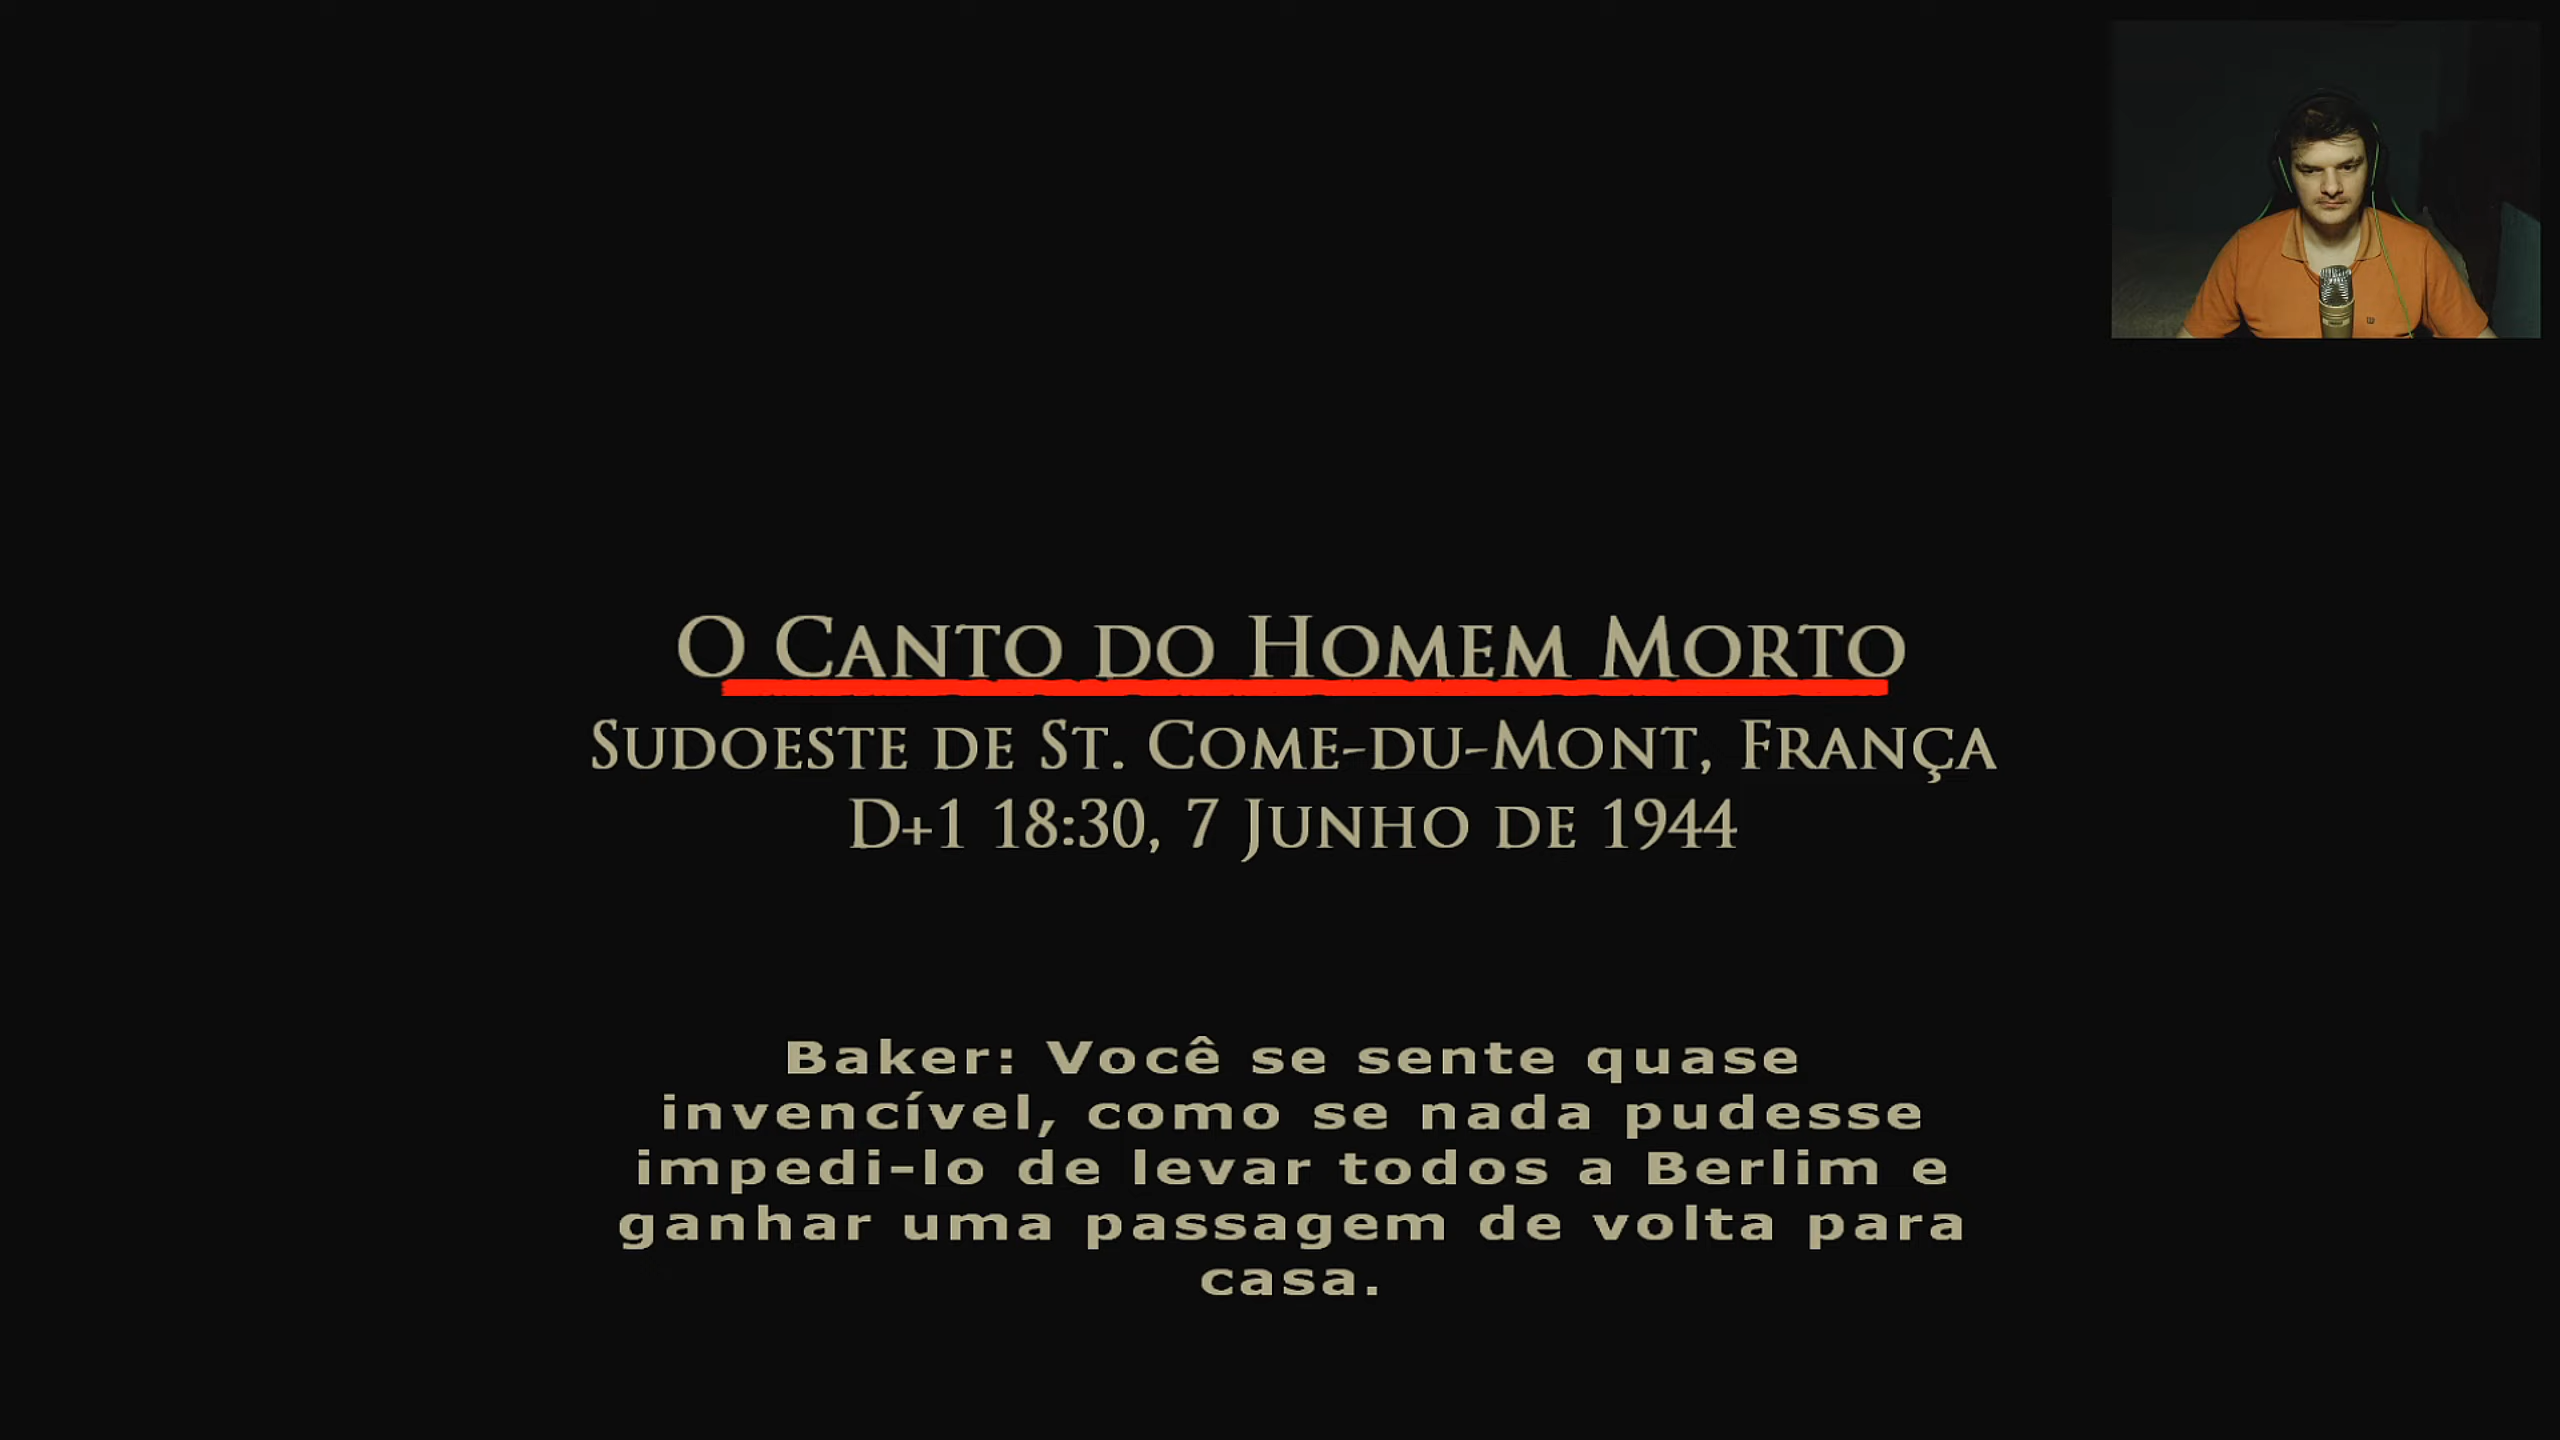 O Canto do Homem Morto
Sudoeste de St. Come-du-Mont, França
D+1 18:30, 7 Junho de 1944
Baker: Você se sente quase
invencível, como se nada pudesse
impedi-lo de levar todos a Berlim e
ganhar uma passagem de volta para
casa.